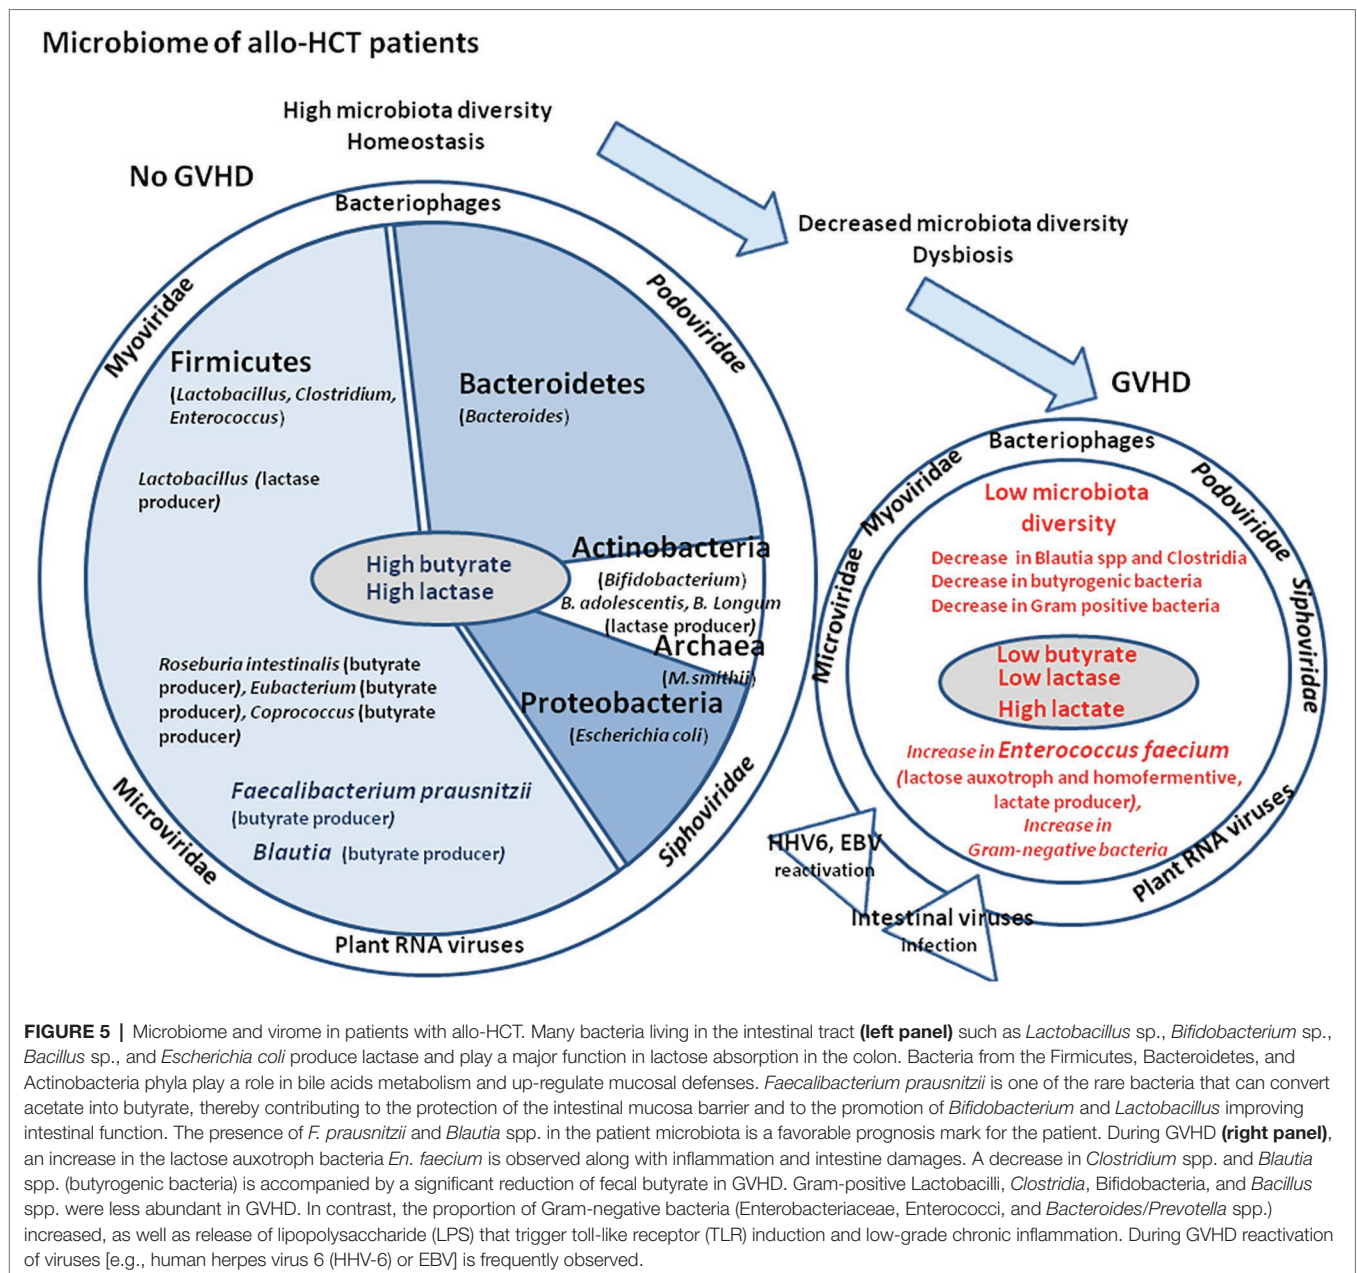 Microbiome of allo-HCT patients
High microbiota diversity
Homeostasis
No GVHD
Bacteriophages
Myoviridae
Podoviridae
Firmicutes
(Lactobacillus, Clostridium,
Enterococcus)
Lactobacillus (lactase
producer)
Bacteroidetes
(Bacteroides)
High butyrate
High lactase
Actinobacteria
(Bifidobacterium)
B. adolescentis, B. Longum
(lactase producer)
Archaea
(M.smithii)
Proteobacteria
(Escherichia coli)
Roseburia intestinalis (butyrate
producer), Eubacterium (butyrate
producer), Coprococcus (butyrate
producer)
Faecalibacterium prausnitzii
(butyrate producer)
Blautia (butyrate producer)
Microviridae
Siphoviridae
Plant RNA viruses
Decreased microbiota diversity
Dysbiosis
GVHD
Bacteriophages
Myoviridae
Podoviridae
Microviridae
Siphoviridae
Low microbiota
diversity
Decrease in Blautia spp and Clostridia
Decrease in butyrogenic bacteria
Decrease in Gram positive bacteria
Low butyrate
Low lactase
High lactate
Increase in Enterococcus faecium
(lactose auxotroph and homofermentive,
lactate producer),
Increase in
Gram-negative bacteria
Plant RNA viruses
HHV6, EBV
reactivation
Intestinal viruses
Infection
FIGURE 5 | Microbiome and virome in patients with allo-HCT. Many bacteria living in the intestinal tract (left panel) such as Lactobacillus sp., Bifidobacterium sp.,
Bacillus sp., and Escherichia coli produce lactase and play a major function in lactose absorption in the colon. Bacteria from the Firmicutes, Bacteroidetes, and
Actinobacteria phyla play a role in bile acids metabolism and up-regulate mucosal defenses. Faecalibacterium prausnitzii is one of the rare bacteria that can convert
acetate into butyrate, thereby contributing to the protection of the intestinal mucosa barrier and to the promotion of Bifidobacterium and Lactobacillus improving
intestinal function. The presence of F. prausnitzii and Blautia spp. in the patient microbiota is a favorable prognosis mark for the patient. During GVHD (right panel),
an increase in the lactose auxotroph bacteria En. faecium is observed along with inflammation and intestine damages. A decrease in Clostridium spp. and Blautia
spp. (butyrogenic bacteria) is accompanied by a significant reduction of fecal butyrate in GVHD. Gram-positive Lactobacilli, Clostridia, Bifidobacteria, and Bacillus
spp. were less abundant in GVHD. In contrast, the proportion of Gram-negative bacteria (Enterobacteriaceae, Enterococci, and Bacteroides/Prevotella spp.)
increased, as well as release of lipopolysaccharide (LPS) that trigger toll-like receptor (TLR) induction and low-grade chronic inflammation. During GVHD reactivation
of viruses [e.g., human herpes virus 6 (HHV-6) or EBV] is frequently observed.